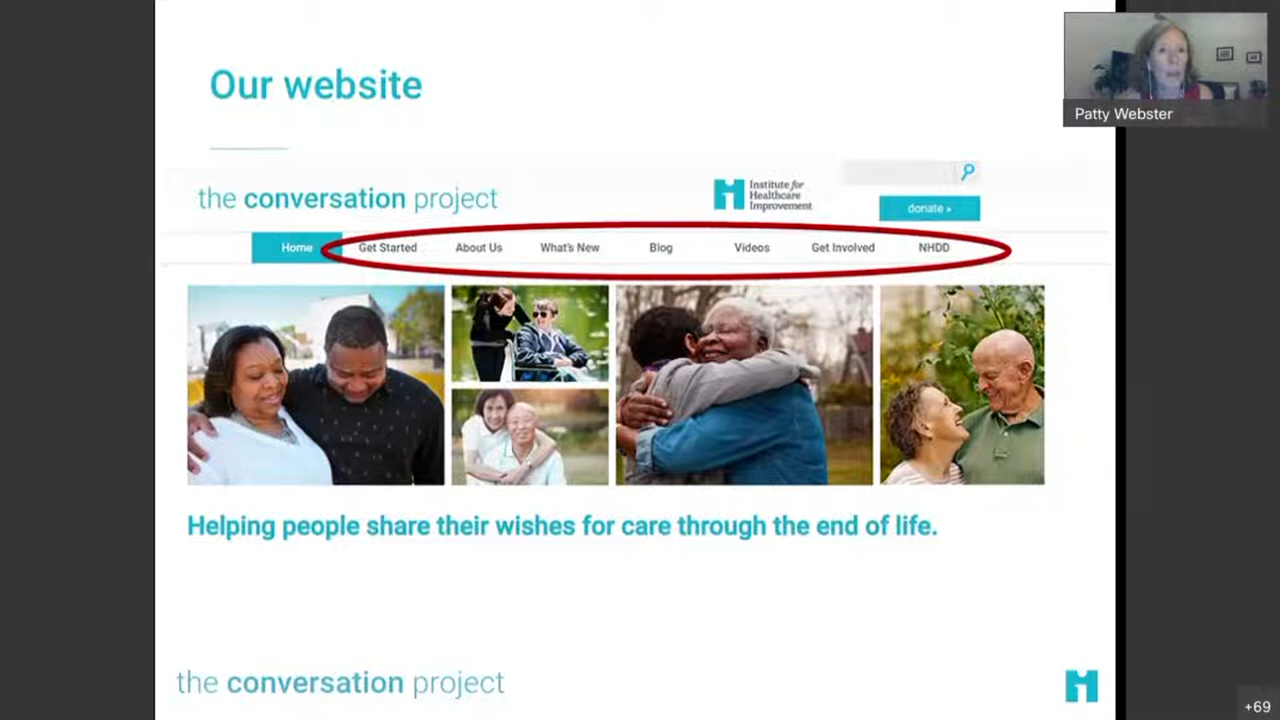 Our website
Patty Webster
the conversation project
Institute for
Healthcare
Improvement
donate »
Home Get Started About Us What's New Blog Videos Get Involved NHDD
Helping people share their wishes for care through the end of life.
the conversation project
+69